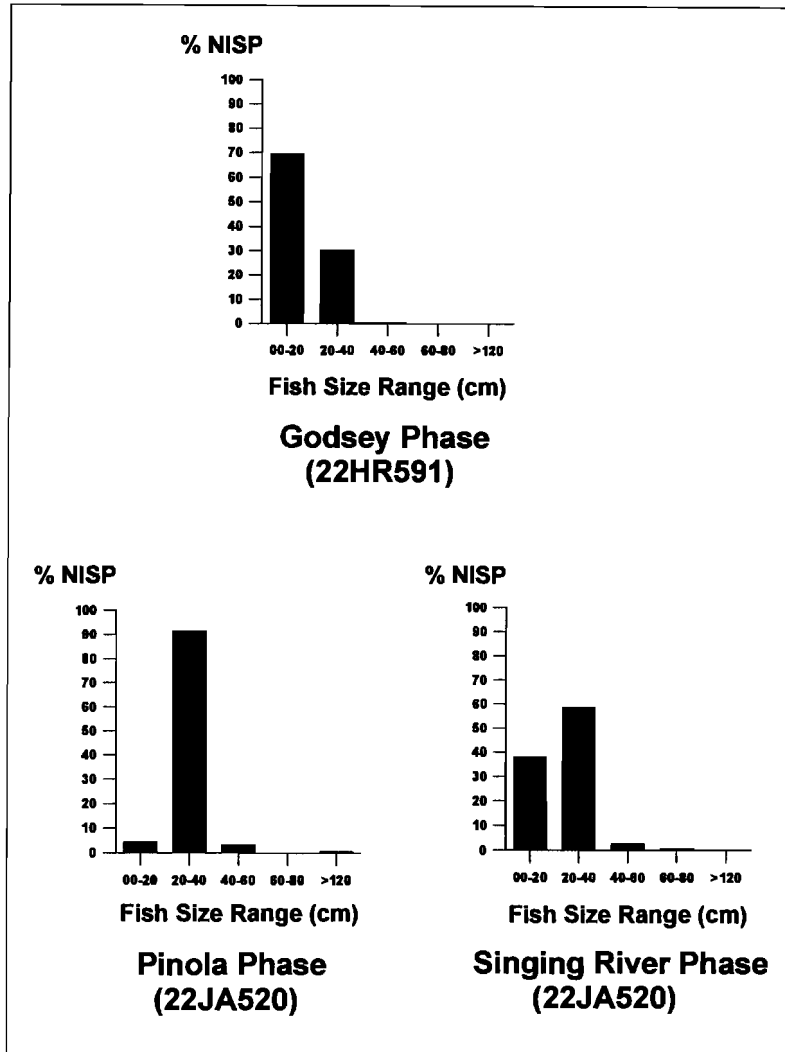 % NISP
100
90
80
70
60
50
40
30
20
10
0
00-20 20-40 40-60 60-80 >120
Fish Size Range (cm)
Godsey Phase
(22HR591)
% NISP
100
90
80
70
60
50
40
30
20
10
0
00-20 20-40 40-60 60-80 >120
Fish Size Range (cm)
Pinola Phase
(22JA520)
% NISP
100
90
80
70
60
50
40
30
20
10
0
00-20 20-40 40-60 60-80 >120
Fish Size Range (cm)
Singing River Phase
(22JA520)